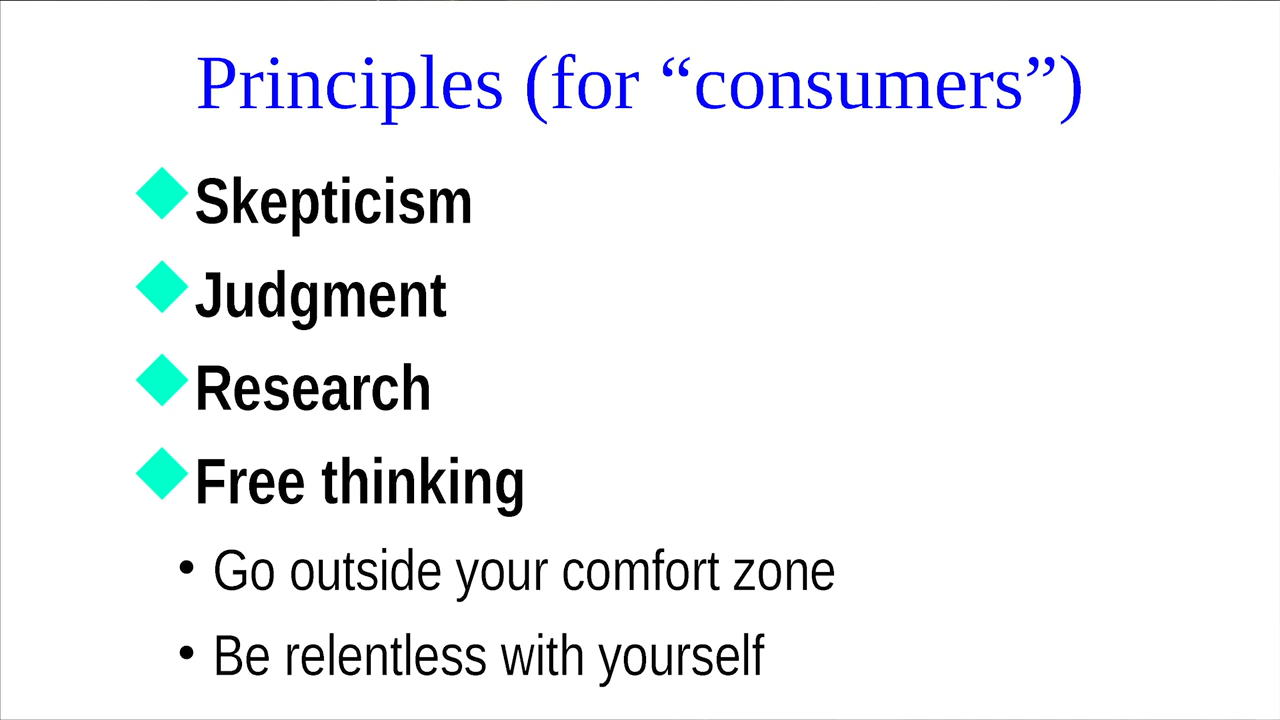 Principles (for “consumers”)
Skepticism
Judgment
Research
Free thinking
• Go outside your comfort zone
• Be relentless with yourself